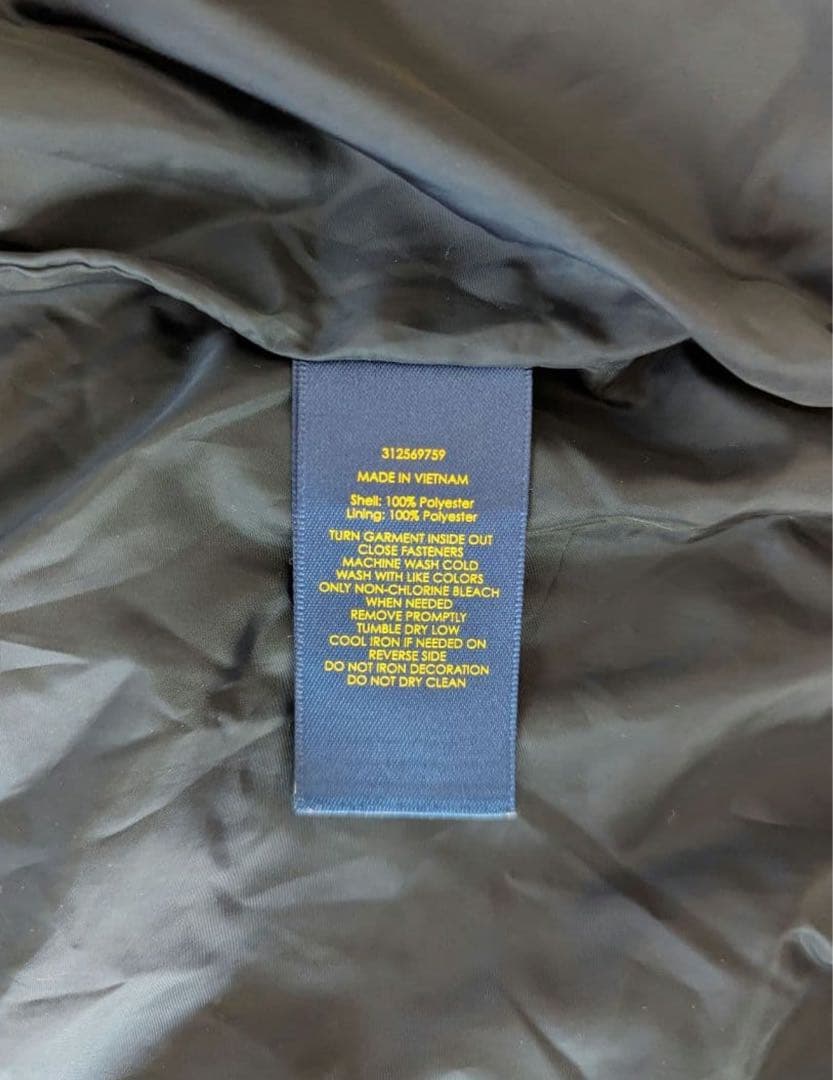 312569759
MADE IN VIETNAM
Shell: 100% Polyester
Lining: 100% Polyester
TURN GARMENT INSIDE OUT
CLOSE FASTENERS
MACHINE WASH COLD
WASH WITH LIKE COLORS
ONLY NON-CHLORINE BLEACH
WHEN NEEDED
REMOVE PROMPTLY
TUMBLE DRY LOW
COOL IRON IF NEEDED ON
REVERSE SIDE
DO NOT IRON DECORATION
DO NOT DRY CLEAN